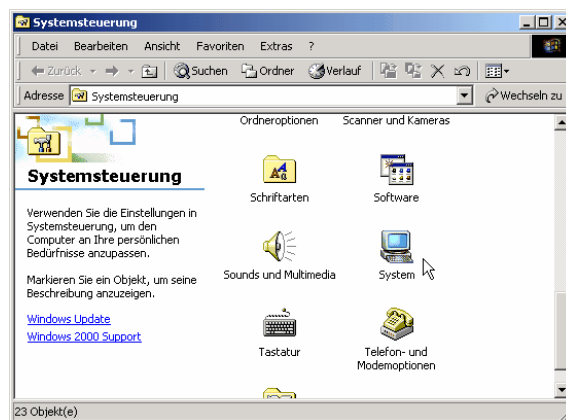 Systemsteuerung
Datei Bearbeiten Ansicht Favoriten Extras ?
Zurück Suchen Ordner Verlauf
Adresse Systemsteuerung Wechseln zu
Systemsteuerung
Verwenden Sie die Einstellungen in
Systemsteuerung, um den
Computer an Ihre persönlichen
Bedürfnisse anzupassen.
Markieren Sie ein Objekt, um seine
Beschreibung anzuzeigen.
Windows Update
Windows 2000 Support
Ordneroptionen Scanner und Kameras
Schriftarten Software
Sounds und Multimedia System
Tastatur Telefon- und
Modemoptionen
23 Objekt(e)